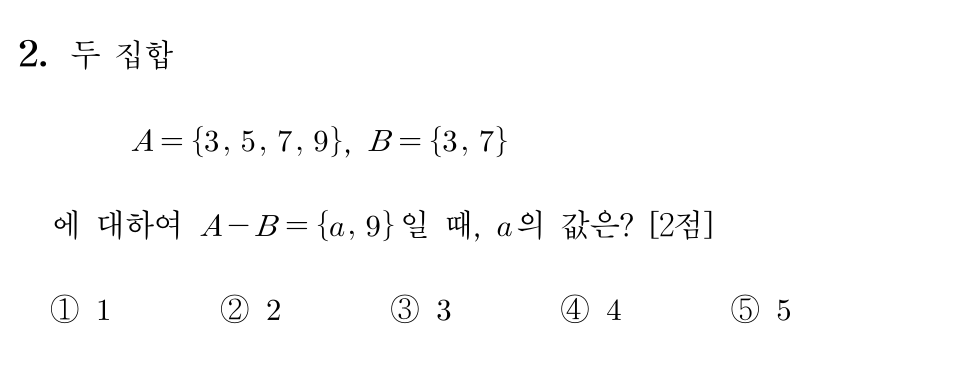 2. 두 집합
A={3, 5, 7, 9}, B={3, 7}
에 대하여 A-B={a, 9}일 때, a의 값은? [2점]
① 1 ② 2 ③ 3 ④ 4 ⑤ 5